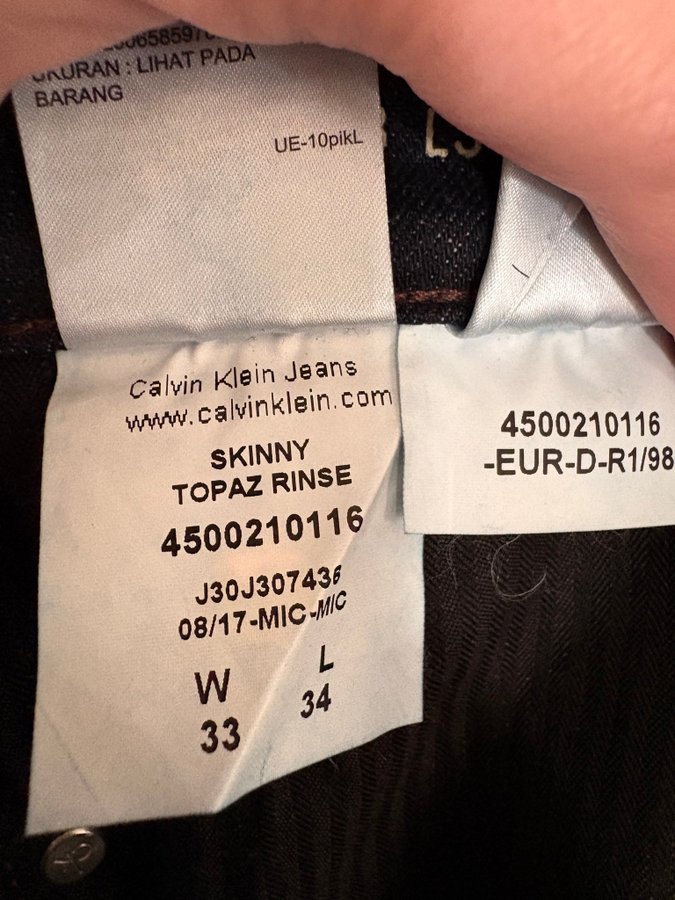 UKURAN : LIHAT PADA
BARANG
UE-10pikL
Calvin Klein Jeans
www.calvinklein.com
SKINNY
TOPAZ RINSE
4500210116
J30J307436
08/17-MIC-MIC
W L
33 34
4500210116
-EUR-D-R1/98